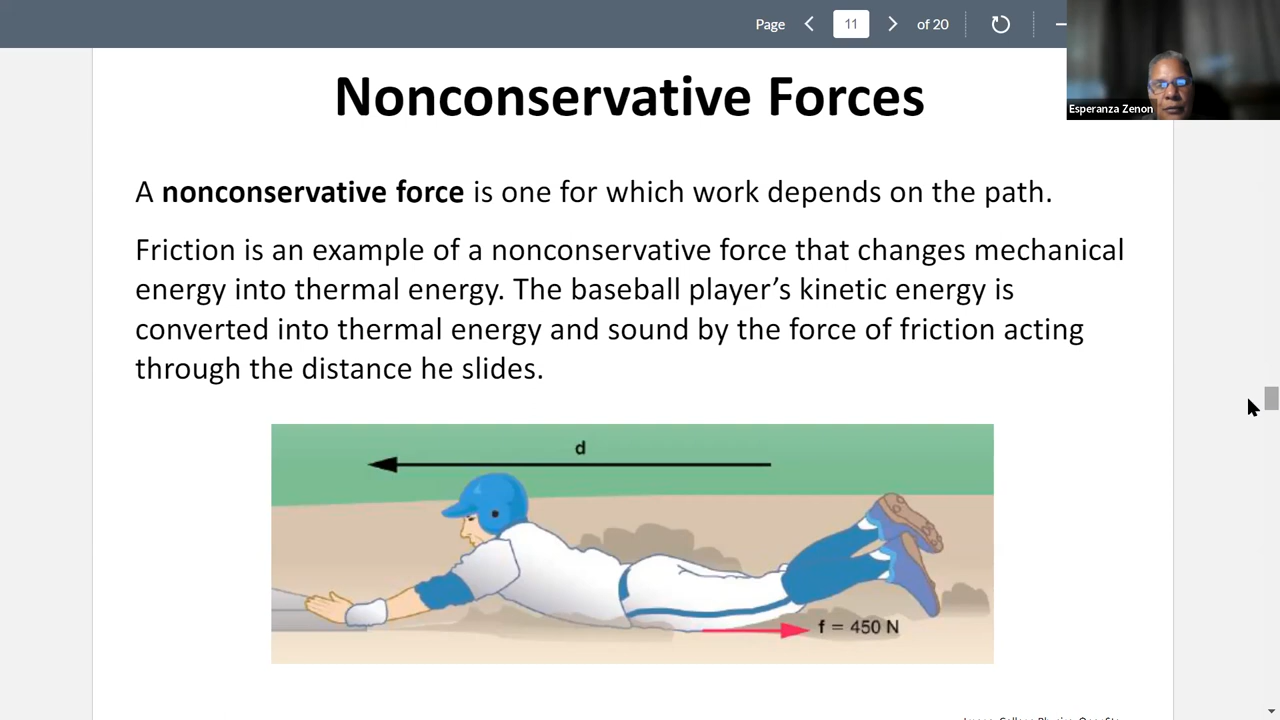 Page 11 of 20
Esperanza Zenon
Nonconservative Forces
A nonconservative force is one for which work depends on the path.
Friction is an example of a nonconservative force that changes mechanical
energy into thermal energy. The baseball player’s kinetic energy is
converted into thermal energy and sound by the force of friction acting
through the distance he slides.
d
f = 450 N